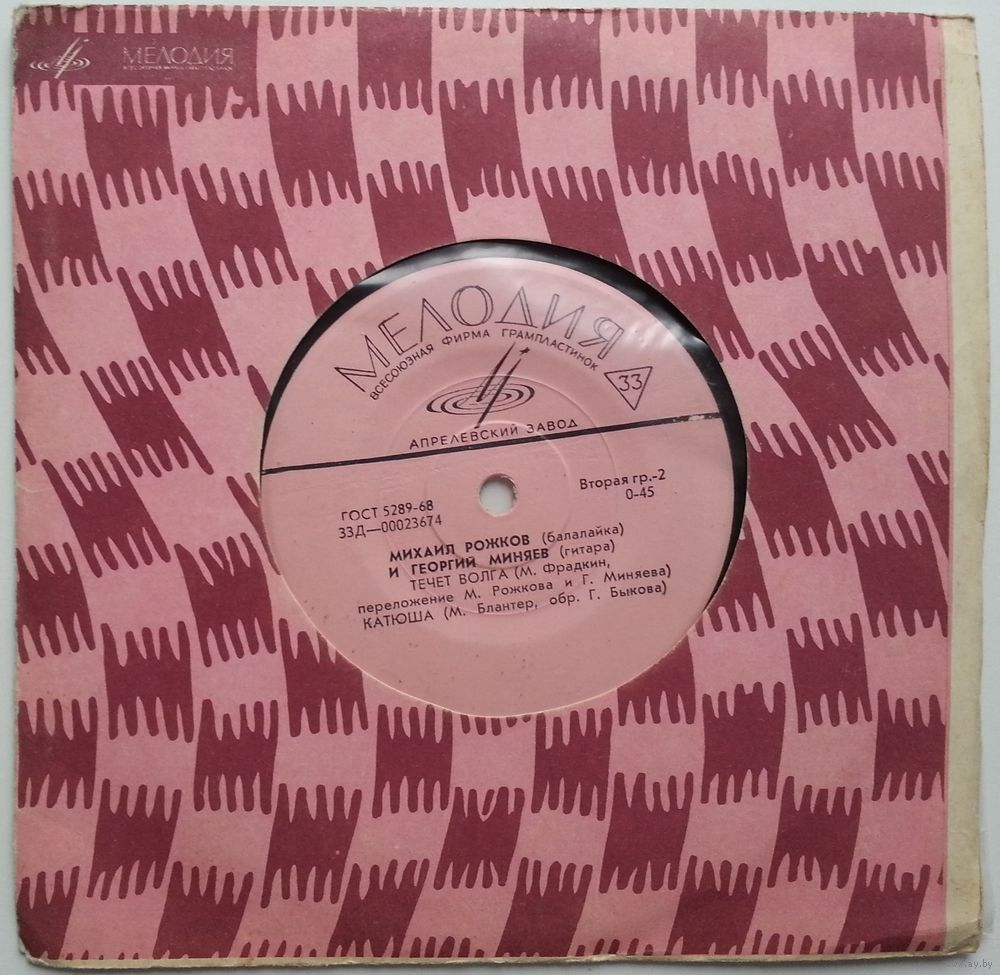 МЕЛОДИЯ
МЕЛОДИЯ
ВСЕСОЮЗНАЯ ФИРМА ГРАМПЛАСТИНОК
33
АПРЕЛЕВСКИЙ ЗАВОД
Вторая гр.-2
0-45
ГОСТ 5289-68
33Д—00023674
МИХАИЛ РОЖКОВ (балалайка)
И ГЕОРГИЙ МИНЯЕВ (гитара)
ТЕЧЕТ ВОЛГА (М. Фрадкин,
переложение М. Рожкова и Г. Миняева)
КАТЮША (М. Блантер, обр. Г. Быкова)